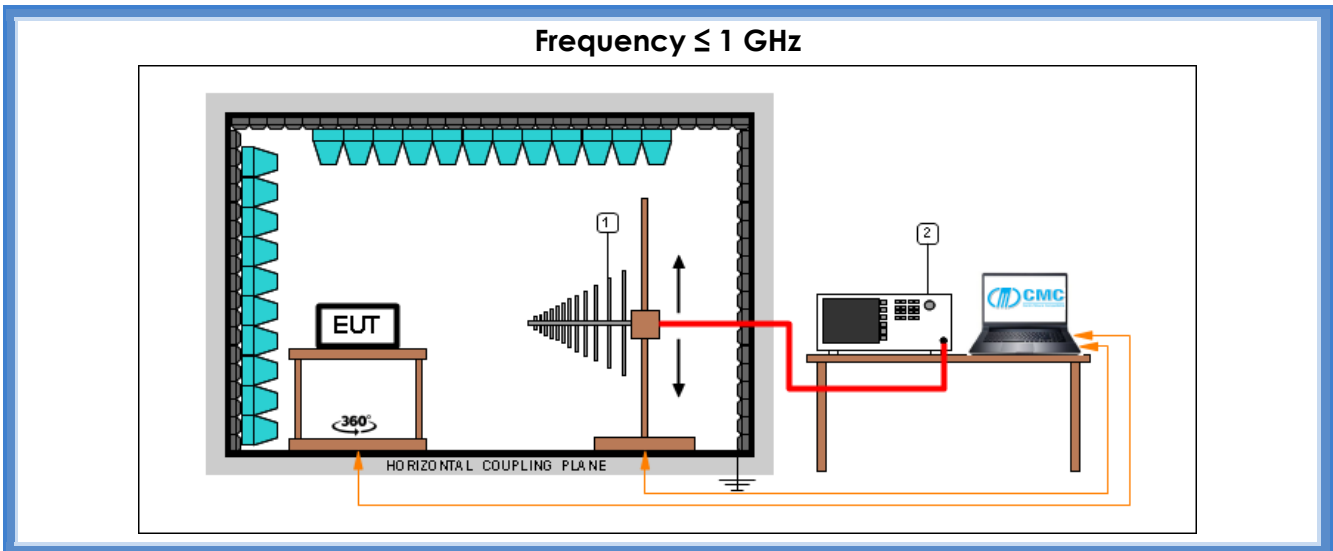 Frequency ≤ 1 GHz
1
2
CMC
EUT
360°
HORIZONTAL COUPLING PLANE